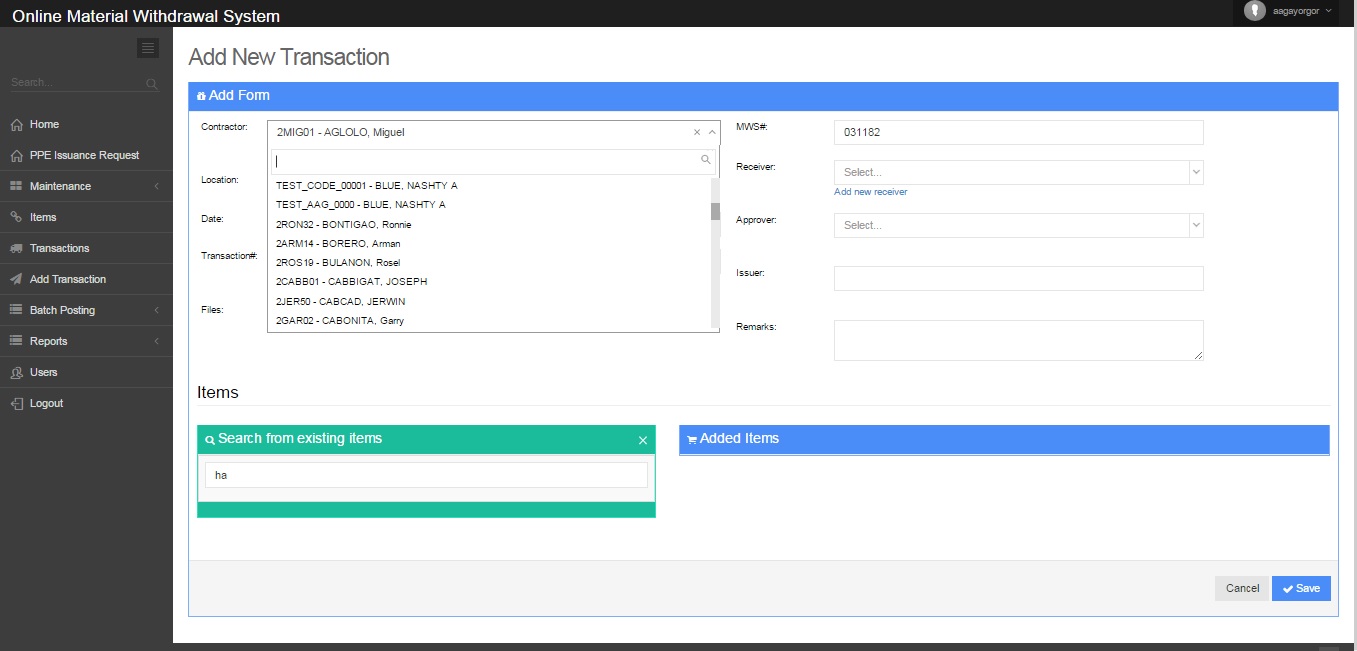 Online Material Withdrawal System
aagayorgor
Search...
Home
PPE Issuance Request
Maintenance
Items
Transactions
Add Transaction
Batch Posting
Reports
Users
Logout
Add New Transaction
Add Form
Contractor:
2MIG01 - AGLOLO, Miguel
TEST_CODE_00001 - BLUE, NASHTY A
TEST_AAG_0000 - BLUE, NASHTY A
2RON32 - BONTIGAO, Ronnie
2ARM14 - BORERO, Arman
2ROS19 - BULANON, Rosel
2CABB01 - CABBIGAT, JOSEPH
2JER50 - CABCAD, JERWIN
2GAR02 - CABONITA, Garry
Location:
Date:
Transaction#:
Files:
MWS#:
031182
Receiver:
Select...
Add new receiver
Approver:
Select...
Issuer:
Remarks:
Items
Search from existing items
ha
Added Items
Cancel
Save